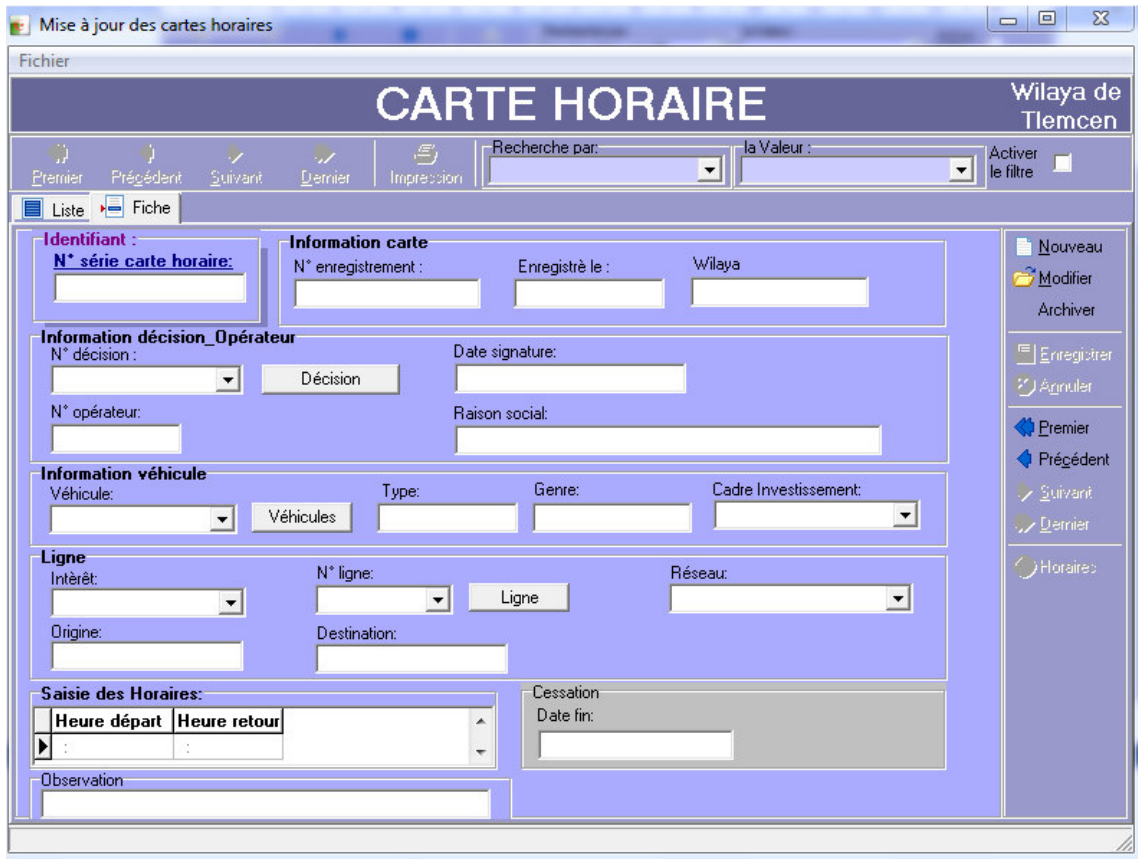 Mise à jour des cartes horaires
Fichier
CARTE HORAIRE
Wilaya de
Tlemcen
Premier Précédent Suivant Dernier Impression
Recherche par:
la Valeur :
Activer
le filtre
Liste Fiche
Identifiant :
N° série carte horaire:
Information carte
N° enregistrement : Enregistrè le : Wilaya
Information décision_Opérateur
N° décision : Décision Date signature:
N° opérateur: Raison social:
Information véhicule
Véhicule: Véhicules Type: Genre: Cadre Investissement:
Ligne
Intèrêt: N° ligne: Ligne Réseau:
Origine: Destination:
Saisie des Horaires:
Heure départ Heure retour
: :
Cessation
Date fin:
Observation
Nouveau
Modifier
Archiver
Enregistrer
Annuler
Premier
Précédent
Suivant
Dernier
Horaires